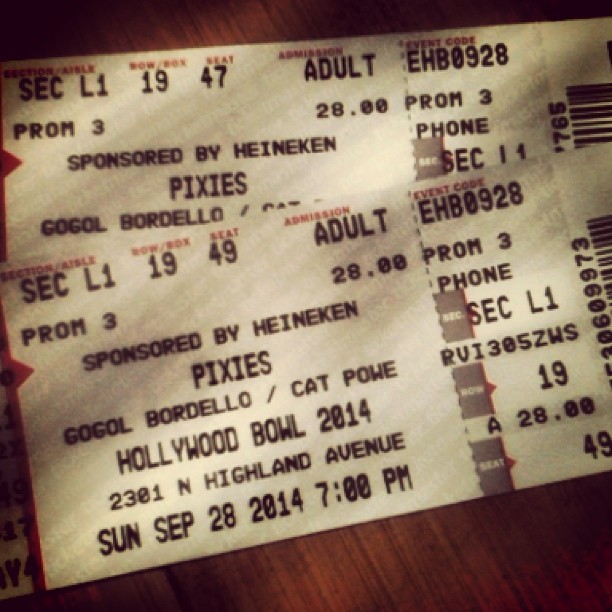 SECTION/AISLE ROW/BOX SEAT ADMISSION EVENT CODE
SEC L1 19 47 ADULT EHB0928
PROM 3 28.00 PROM 3
SPONSORED BY HEINEKEN PHONE
PIXIES SEC L1
GOGOL BORDELLO / CAT
SECTION/AISLE ROW/BOX SEAT ADMISSION EVENT CODE
SEC L1 19 49 ADULT EHB0928
PROM 3 28.00 PROM 3
SPONSORED BY HEINEKEN PHONE
PIXIES SEC. SEC L1
GOGOL BORDELLO / CAT POWE RVI305ZWS
HOLLYWOOD BOWL 2014 ROW 19
2301 N HIGHLAND AVENUE A 28.00
SUN SEP 28 2014 7:00 PM SEAT 49